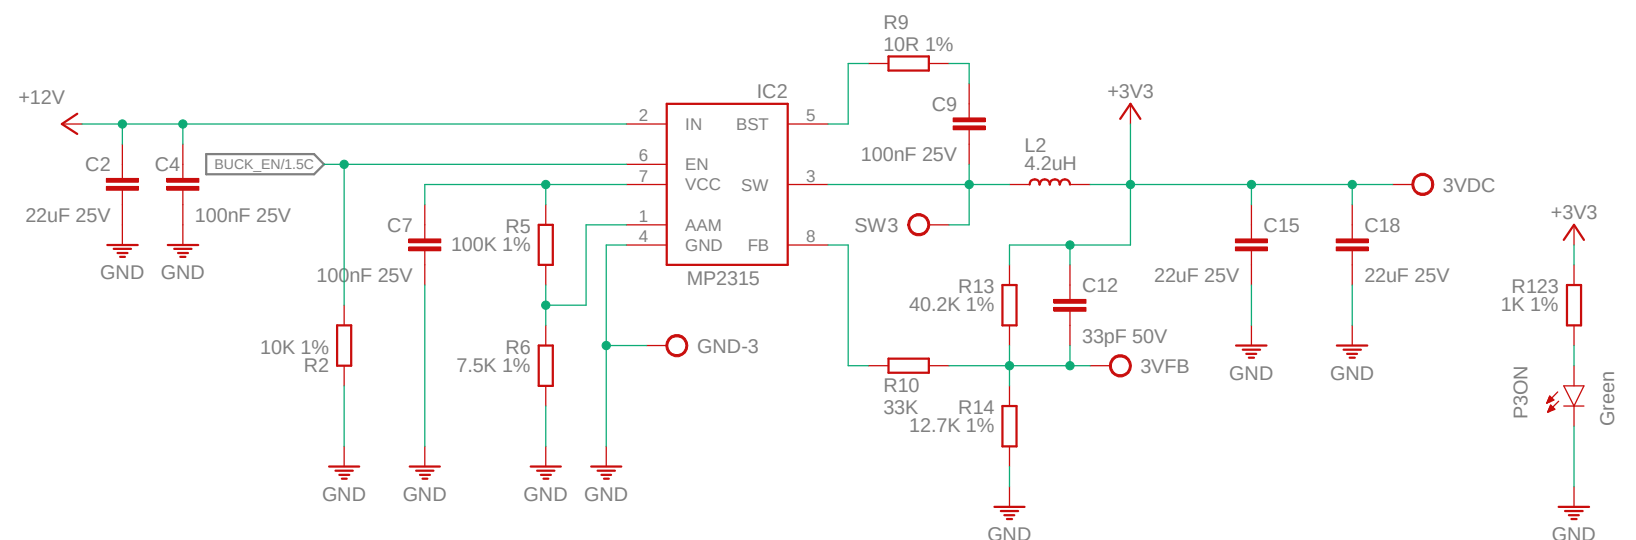 R9
10R 1%
+12V
IC2
+3V3
2
IN
BST
5
C9
100nF 25V
L2
4.2uH
C2
22uF 25V
C4
100nF 25V
BUCK_EN/1.5C
6
EN
7
VCC
SW
3
3VDC
1
AAM
4
GND
FB
8
MP2315
SW3
C7
100nF 25V
R5
100K 1%
GND
GND
C15
22uF 25V
C18
22uF 25V
+3V3
R13
40.2K 1%
C12
33pF 50V
R123
1K 1%
10K 1%
R2
R6
7.5K 1%
GND-3
3VFB
R10
33K
R14
12.7K 1%
GND
GND
P3ON
Green
GND
GND
GND
GND
GND
GND